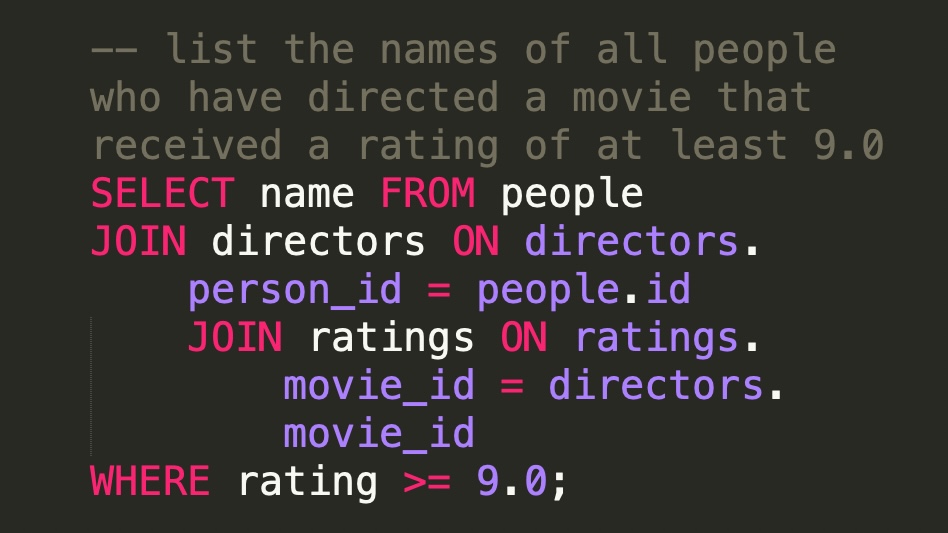 -- list the names of all people
who have directed a movie that
received a rating of at least 9.0
SELECT name FROM people
JOIN directors ON directors.
person_id = people.id
JOIN ratings ON ratings.
movie_id = directors.
movie_id
WHERE rating >= 9.0;